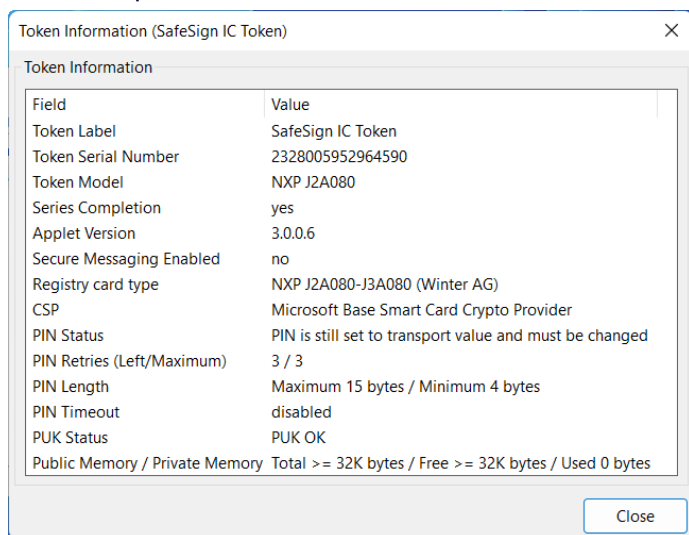 Token Information (SafeSign IC Token)
Token Information
Field Value
Token Label SafeSign IC Token
Token Serial Number 2328005952964590
Token Model NXP J2A080
Series Completion yes
Applet Version 3.0.0.6
Secure Messaging Enabled no
Registry card type NXP J2A080-J3A080 (Winter AG)
CSP Microsoft Base Smart Card Crypto Provider
PIN Status PIN is still set to transport value and must be changed
PIN Retries (Left/Maximum) 3 / 3
PIN Length Maximum 15 bytes / Minimum 4 bytes
PIN Timeout disabled
PUK Status PUK OK
Public Memory / Private Memory Total >= 32K bytes / Free >= 32K bytes / Used 0 bytes
Close